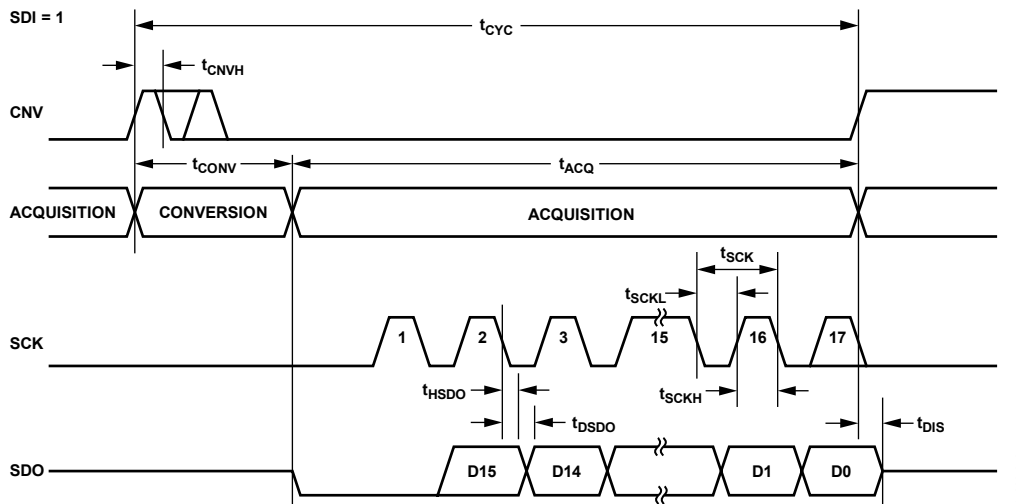 SDI = 1
tCYC
tCNVH
CNV
tCONV
tACQ
ACQUISITION
CONVERSION
ACQUISITION
tSCK
tSCKL
SCK
1
2
3
15
16
17
tHSDO
tSCKH
tDSDO
tDIS
SDO
D15
D14
D1
D0